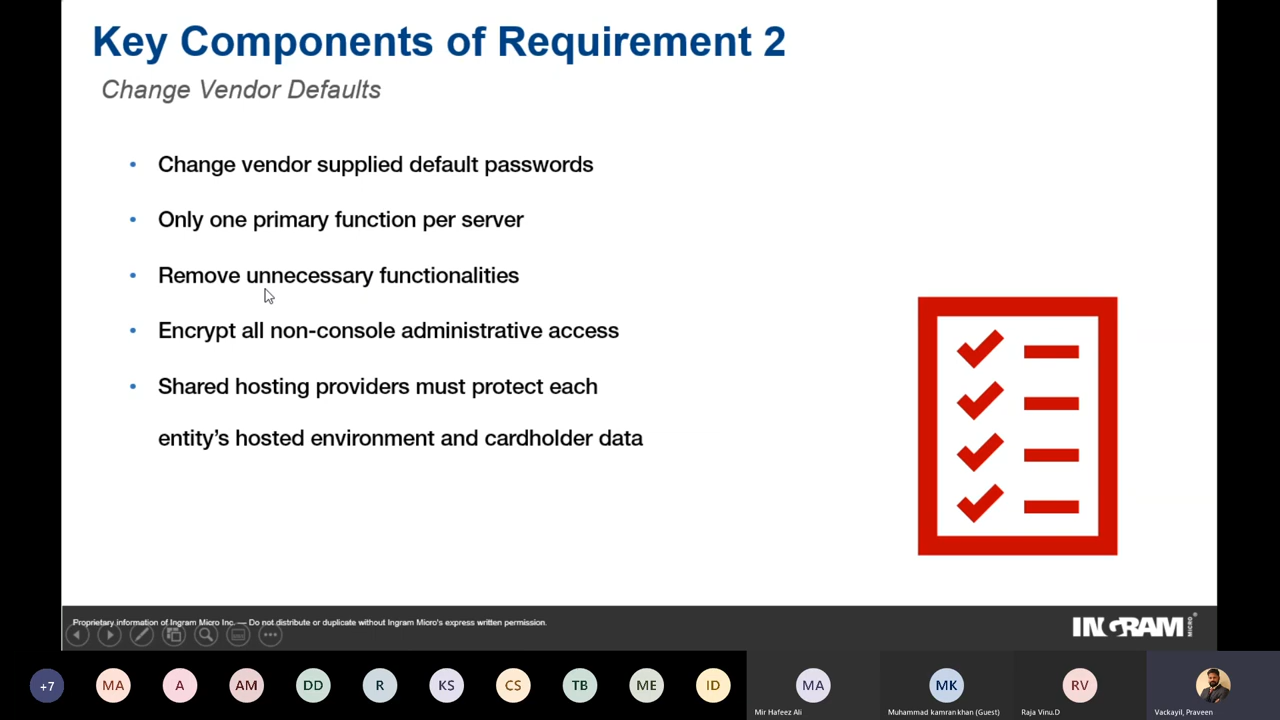 Key Components of Requirement 2
Change Vendor Defaults
• Change vendor supplied default passwords
• Only one primary function per server
• Remove unnecessary functionalities
• Encrypt all non-console administrative access
• Shared hosting providers must protect each
entity's hosted environment and cardholder data
Proprietary information of Ingram Micro Inc. — Do not distribute or duplicate without Ingram Micro's express written permission.
INGRAM MICRO
+7 MA A AM DD R KS CS TB ME ID MA MK RV
Mir Hafeez Ali Muhammad kamran khan (Guest) Raja Vinu.D Vackayil, Praveen